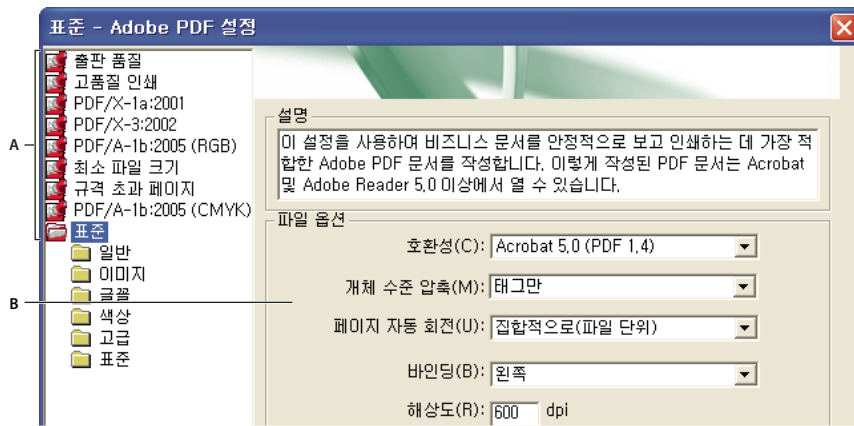 표준 - Adobe PDF 설정
A
출판 품질
고품질 인쇄
PDF/X-1a:2001
PDF/X-3:2002
PDF/A-1b:2005 (RGB)
최소 파일 크기
규격 초과 페이지
PDF/A-1b:2005 (CMYK)
표준
일반
이미지
글꼴
색상
고급
표준
B
설명
이 설정을 사용하여 비즈니스 문서를 안정적으로 보고 인쇄하는 데 가장 적
합한 Adobe PDF 문서를 작성합니다. 이렇게 작성된 PDF 문서는 Acrobat
및 Adobe Reader 5.0 이상에서 열 수 있습니다.
파일 옵션
호환성(C): Acrobat 5.0 (PDF 1.4)
개체 수준 압축(M): 태그만
페이지 자동 회전(U): 집합적으로(파일 단위)
바인딩(B): 왼쪽
해상도(R): 600 dpi